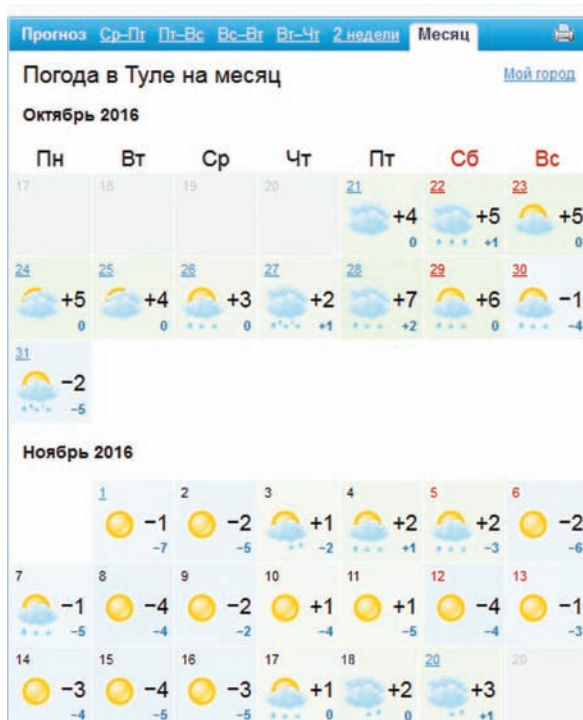 Прогноз Ср–Пт Пт–Вс Вс–Вт Вт–Чт 2 недели Месяц
Погода в Туле на месяц Мой город
Октябрь 2016
Пн Вт Ср Чт Пт Сб Вс
17 18 19 20 21 22 23
+4 +5 +5
0 +1 0
24 25 26 27 28 29 30
+5 +4 +3 +2 +7 +6 −1
0 0 0 +1 +2 0 −4
31
−2
−5
Ноябрь 2016
1 2 3 4 5 6
−1 −2 +1 +2 +2 −2
−7 −5 −2 +1 −3 −6
7 8 9 10 11 12 13
−1 −4 −2 +1 +1 −4 −1
−5 −4 −2 −4 −5 −4 −3
14 15 16 17 18 20 20
−3 −4 −3 +1 +2 +3
−4 −5 −5 0 0 +1